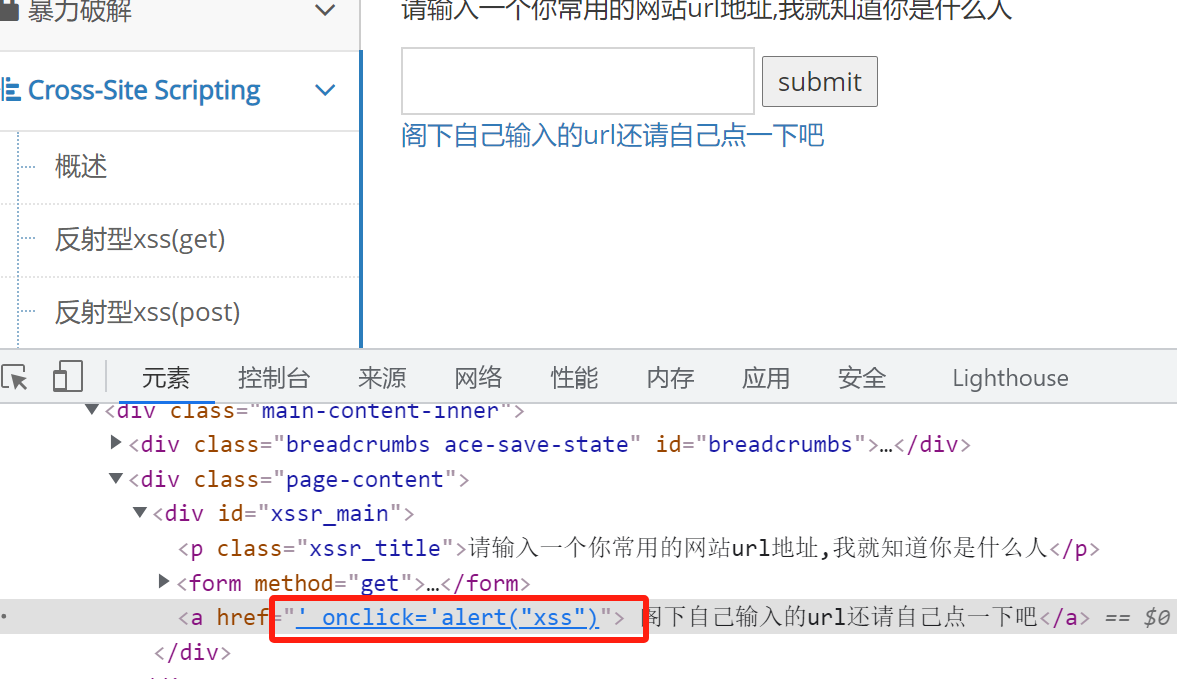 暴力破解
请输入一个你常用的网站url地址,我就知道你是什么人
Cross-Site Scripting
submit
阁下自己输入的url还请自己点一下吧
概述
反射型xss(get)
反射型xss(post)
元素 控制台 来源 网络 性能 内存 应用 安全 Lighthouse
<div class="main-content-inner">
<div class="breadcrumbs ace-save-state" id="breadcrumbs">…</div>
<div class="page-content">
<div id="xssr_main">
<p class="xssr_title">请输入一个你常用的网站url地址,我就知道你是什么人</p>
<form method="get">…</form>
<a href="' onclick='alert("xss")"> 阁下自己输入的url还请自己点一下吧</a> == $0
</div>